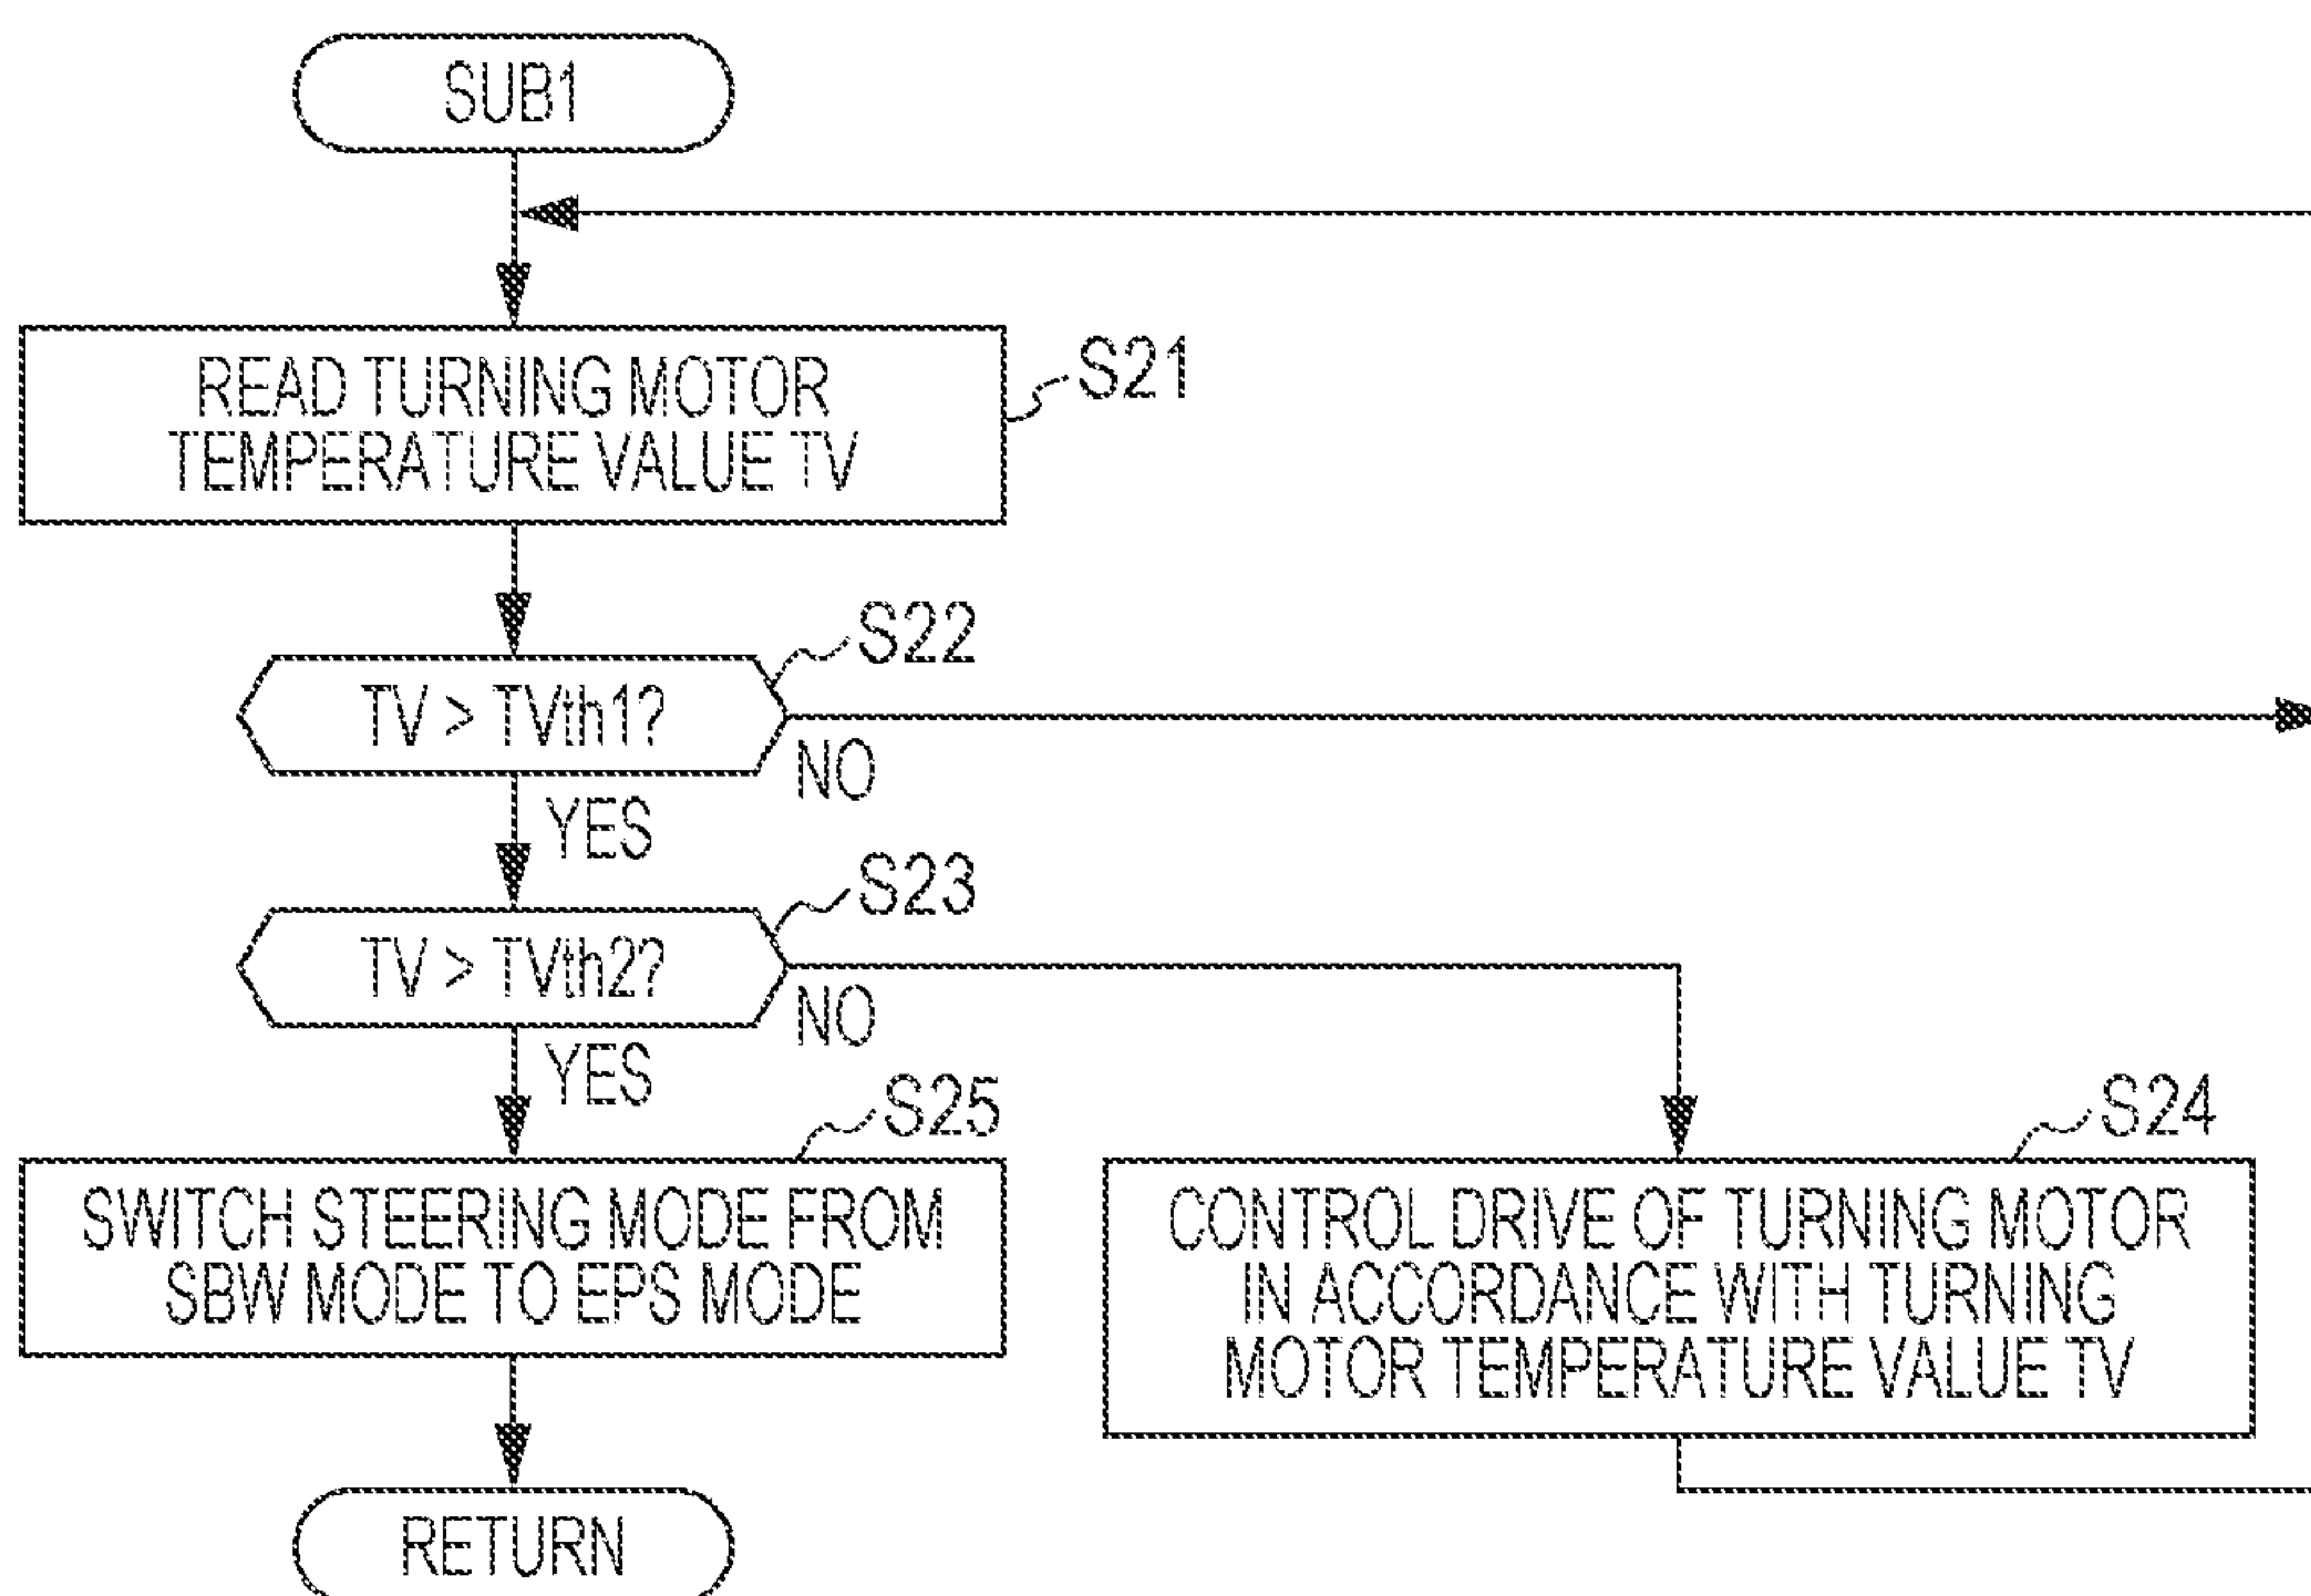 SUB1
READ TURNING MOTOR
TEMPERATURE VALUE TV
S21
TV > TVth1?
S22
NO
YES
TV > TVth2?
S23
NO
YES
S25
SWITCH STEERING MODE FROM
SBW MODE TO EPS MODE
S24
CONTROL DRIVE OF TURNING MOTOR
IN ACCORDANCE WITH TURNING
MOTOR TEMPERATURE VALUE TV
RETURN